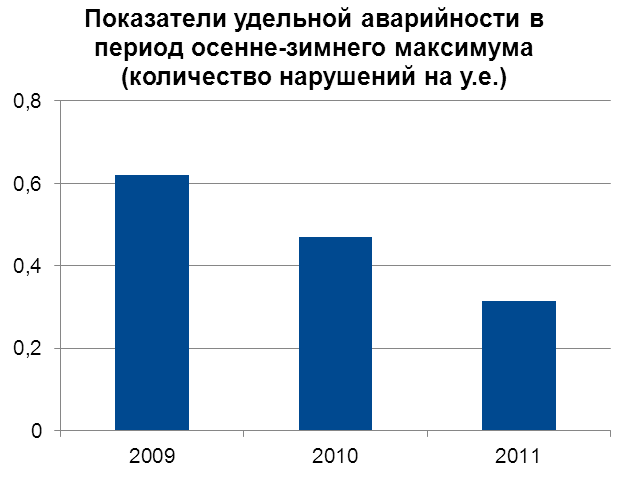 Показатели удельной аварийности в
период осенне-зимнего максимума
(количество нарушений на у.е.)
0,8
0,6
0,4
0,2
0
2009
2010
2011